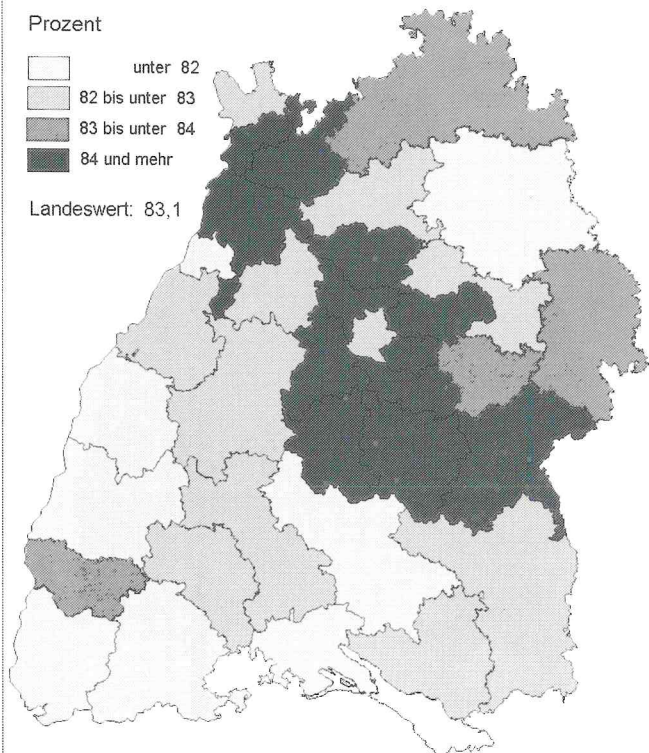 Prozent
unter 82
82 bis unter 83
83 bis unter 84
84 und mehr
Landeswert: 83,1